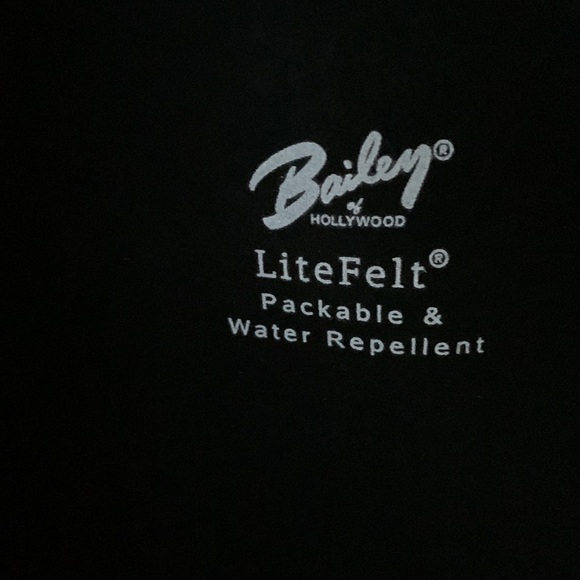 Bailey®
of
HOLLYWOOD
LiteFelt®
Packable &
Water Repellent